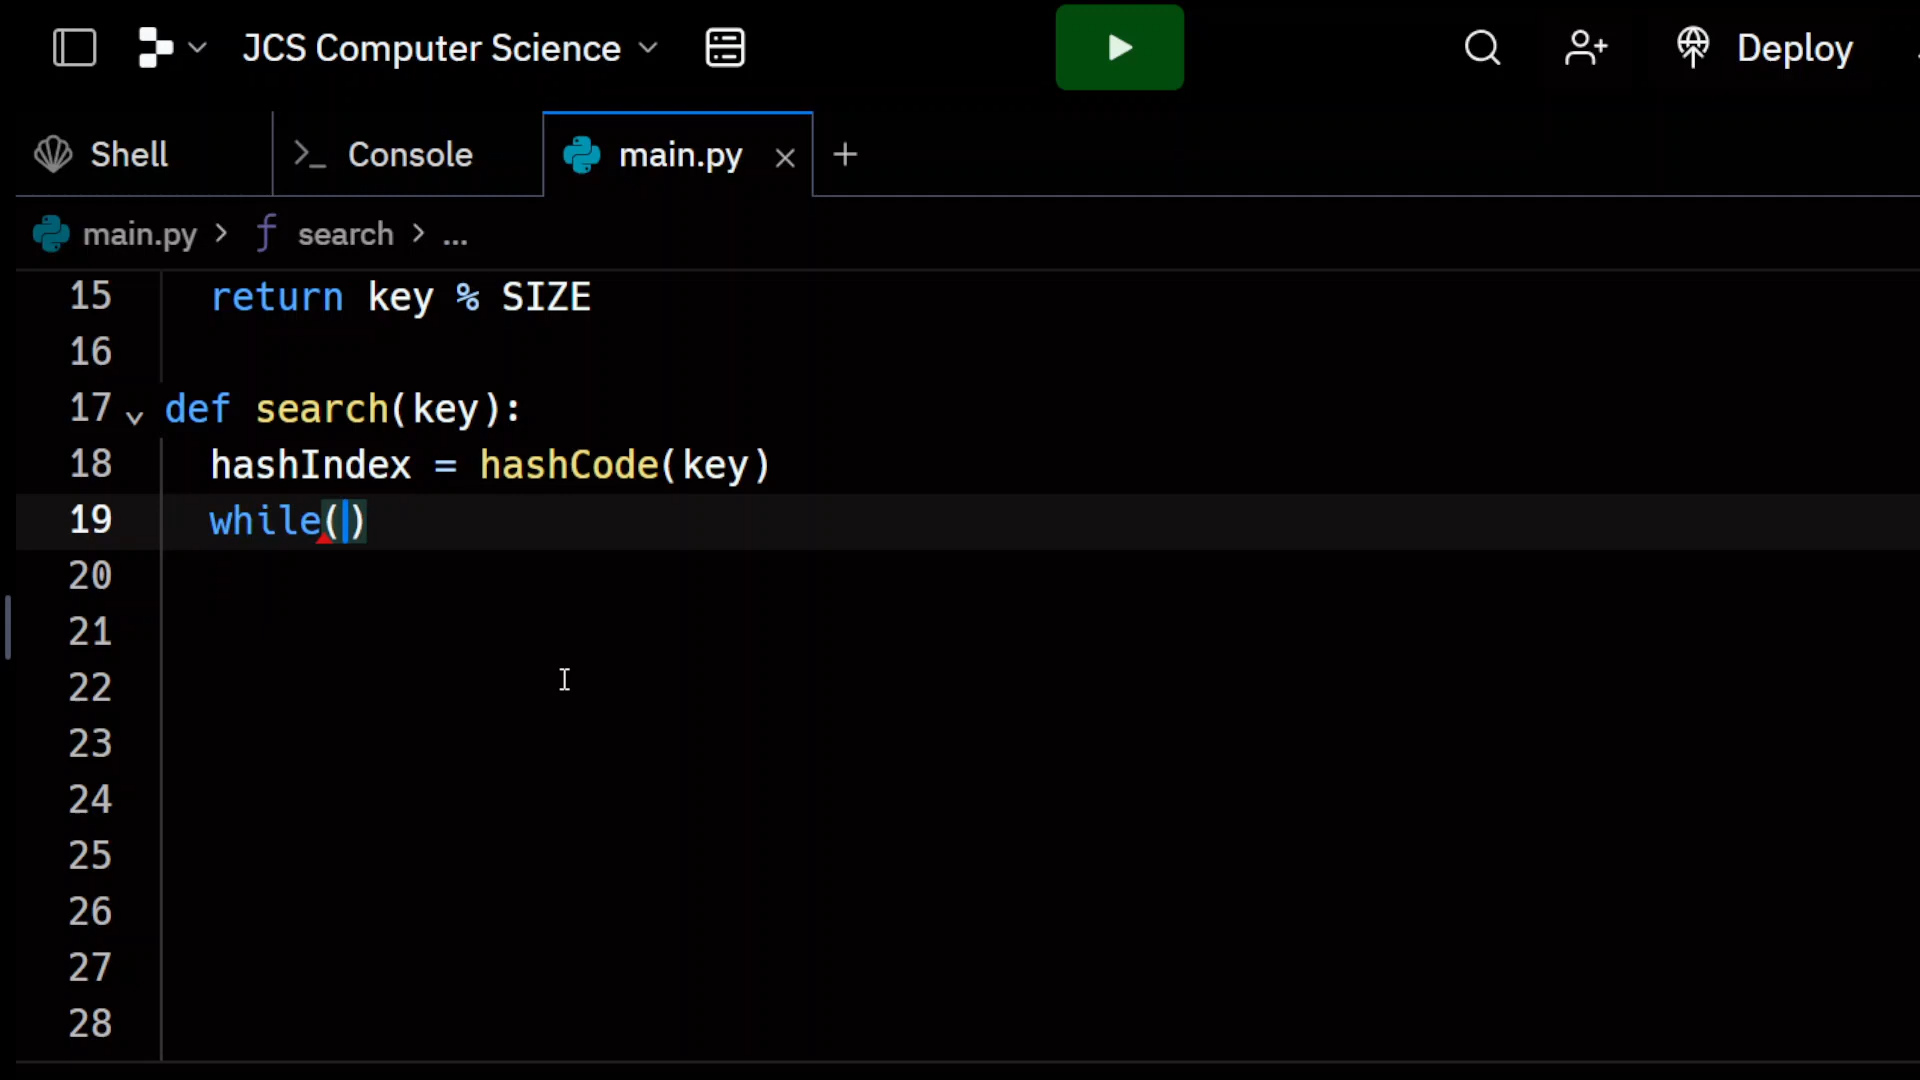 JCS Computer Science
Deploy
Shell
>_ Console
main.py × +
main.py > f search > ...
15 return key % SIZE
16
17 def search(key):
18 hashIndex = hashCode(key)
19 while()
20
21
22
23
24
25
26
27
28